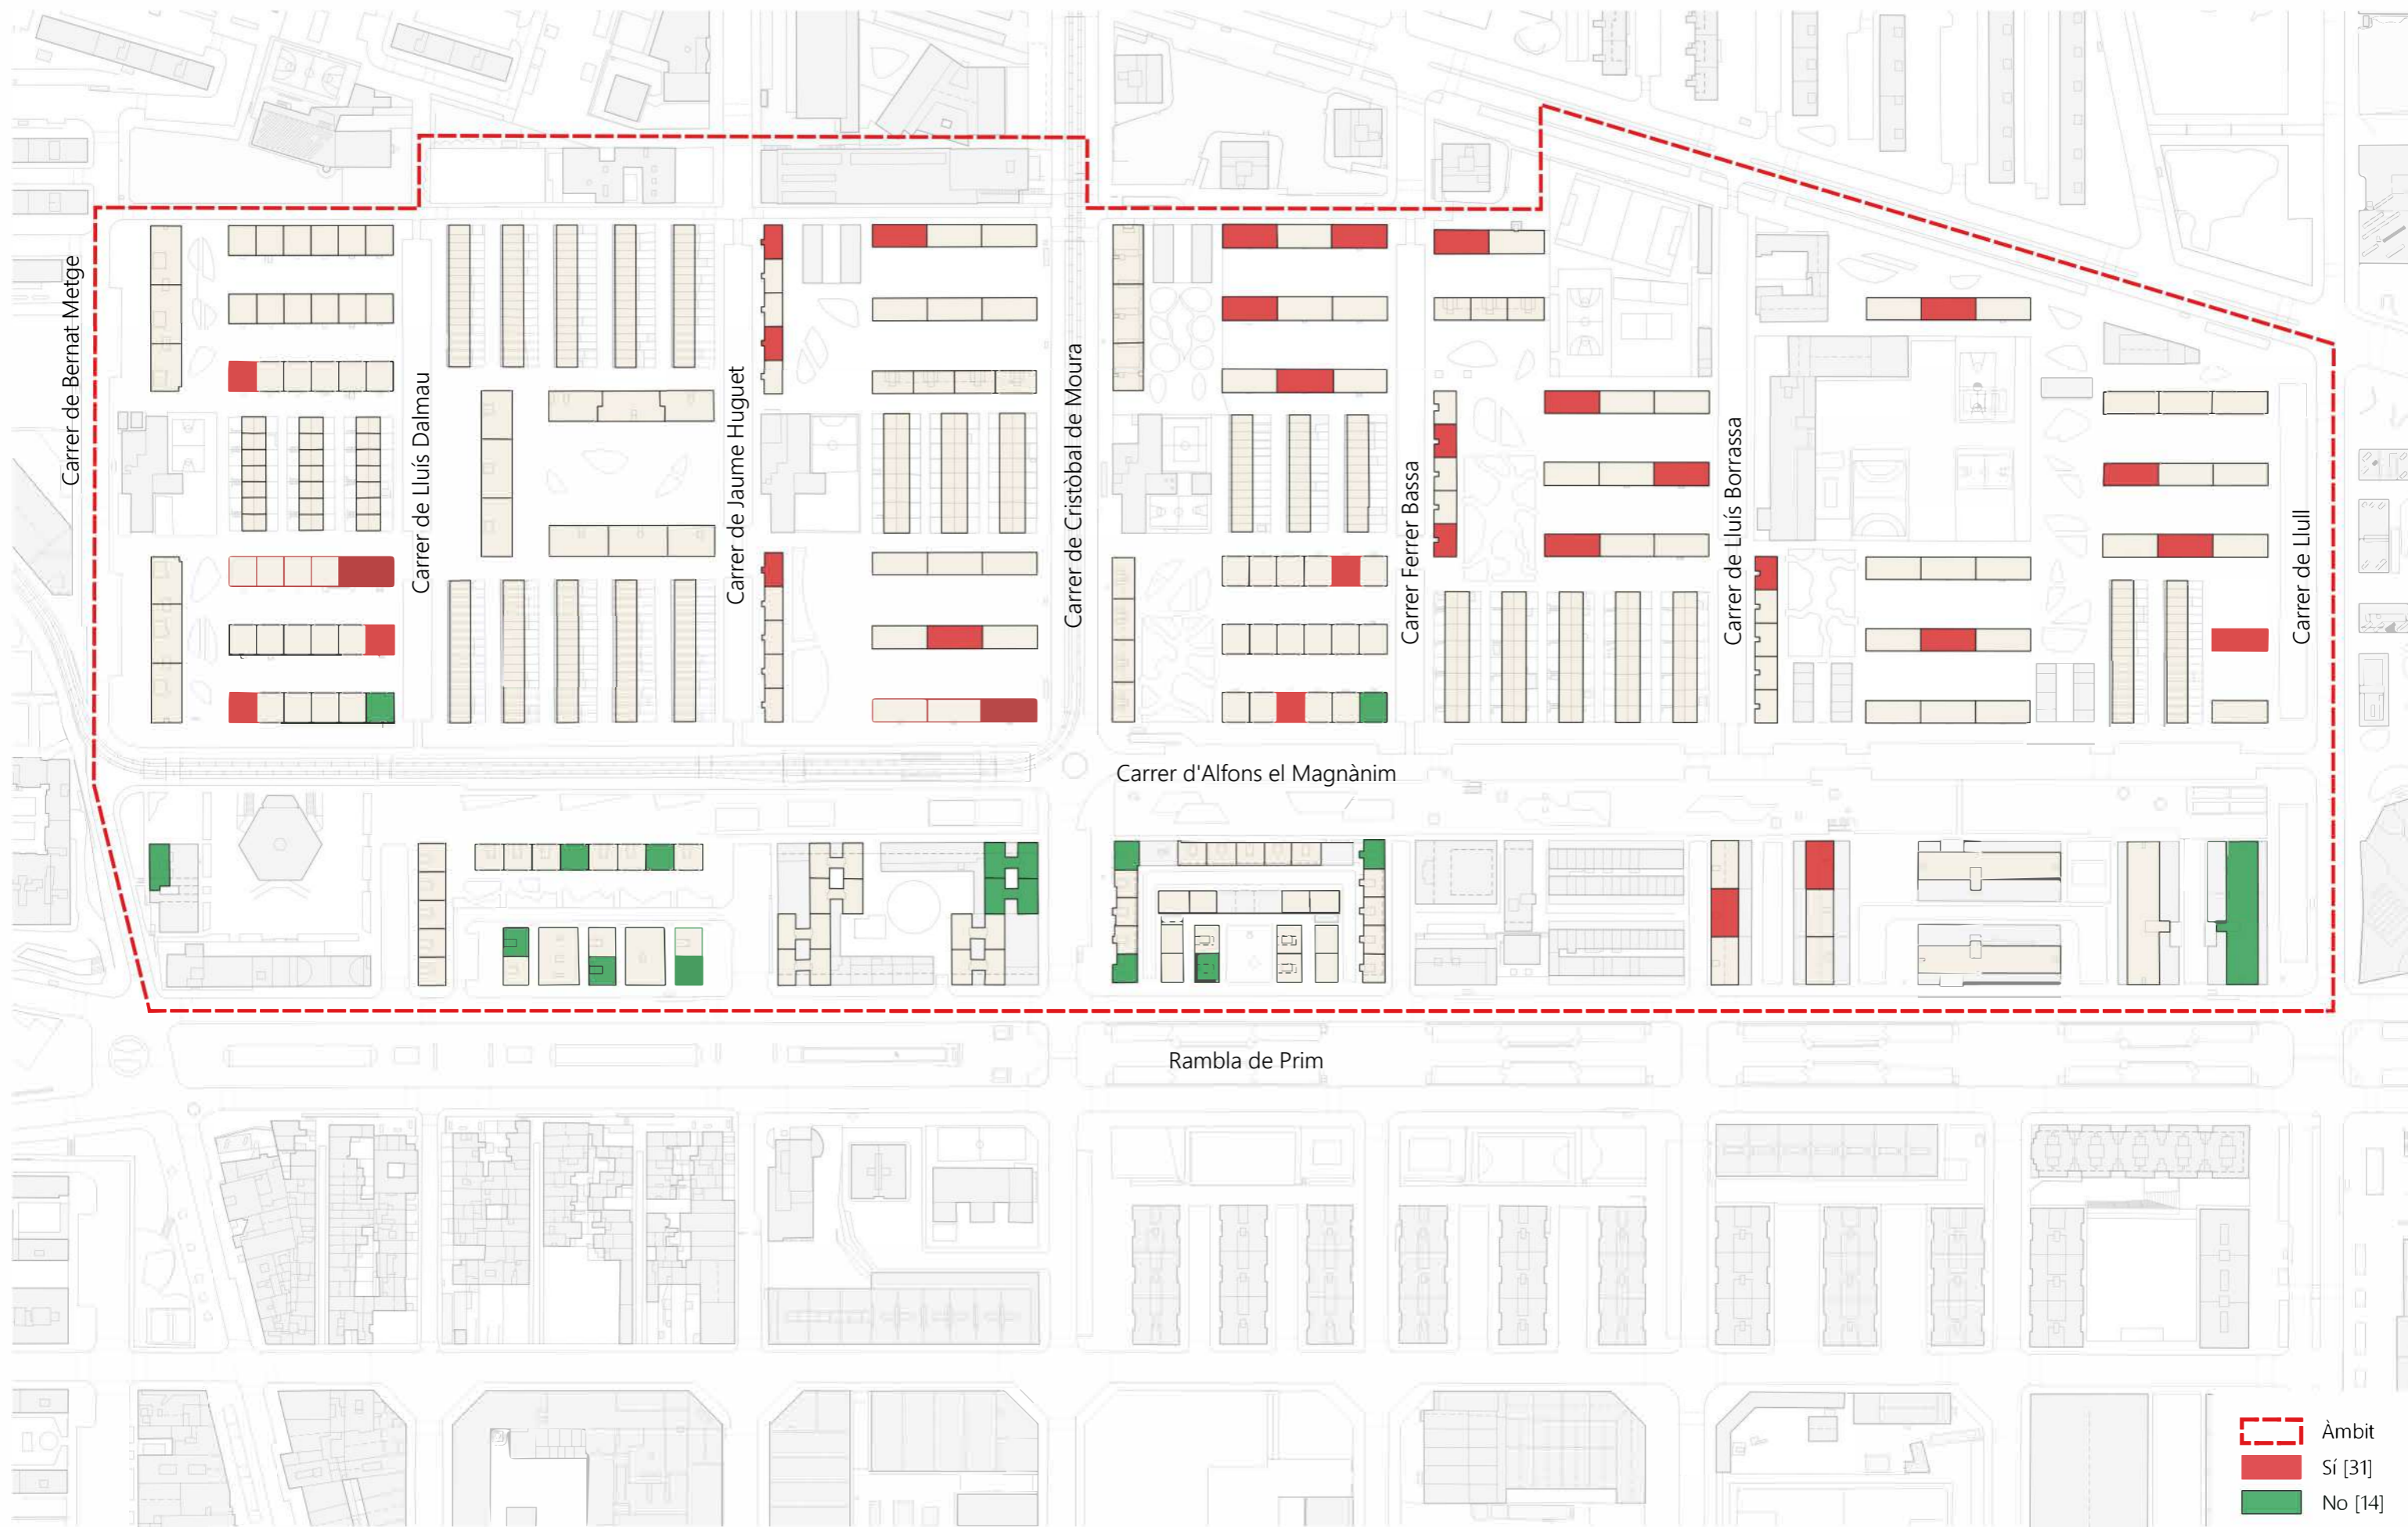 Carrer de Bernat Metge
Carrer de Lluís Dalmau
Carrer de Jaume Huguet
Carrer de Cristòbal de Moura
Carrer Ferrer Bassa
Carrer de Lluís Borrassa
Carrer de Llull
Carrer d'Alfons el Magnànim
Rambla de Prim
Àmbit
Sí [31]
No [14]